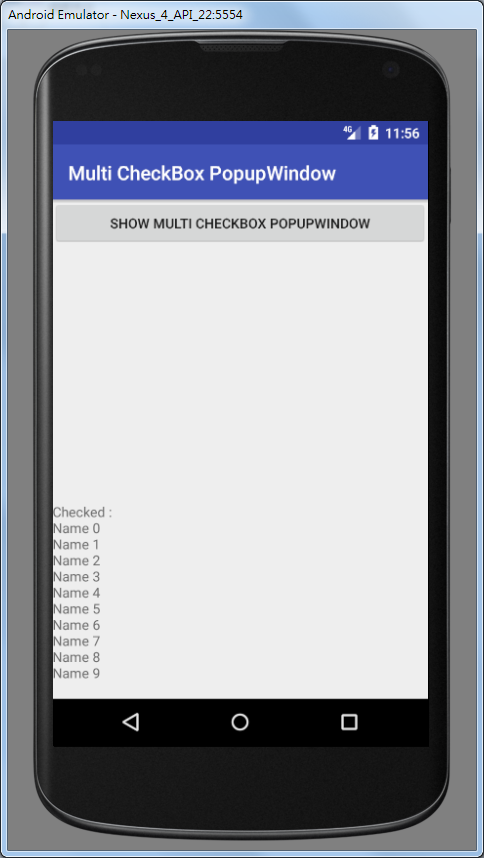 Android Emulator - Nexus_4_API_22:5554
4G 11:56
Multi CheckBox PopupWindow
SHOW MULTI CHECKBOX POPUPWINDOW
Checked :
Name 0
Name 1
Name 2
Name 3
Name 4
Name 5
Name 6
Name 7
Name 8
Name 9